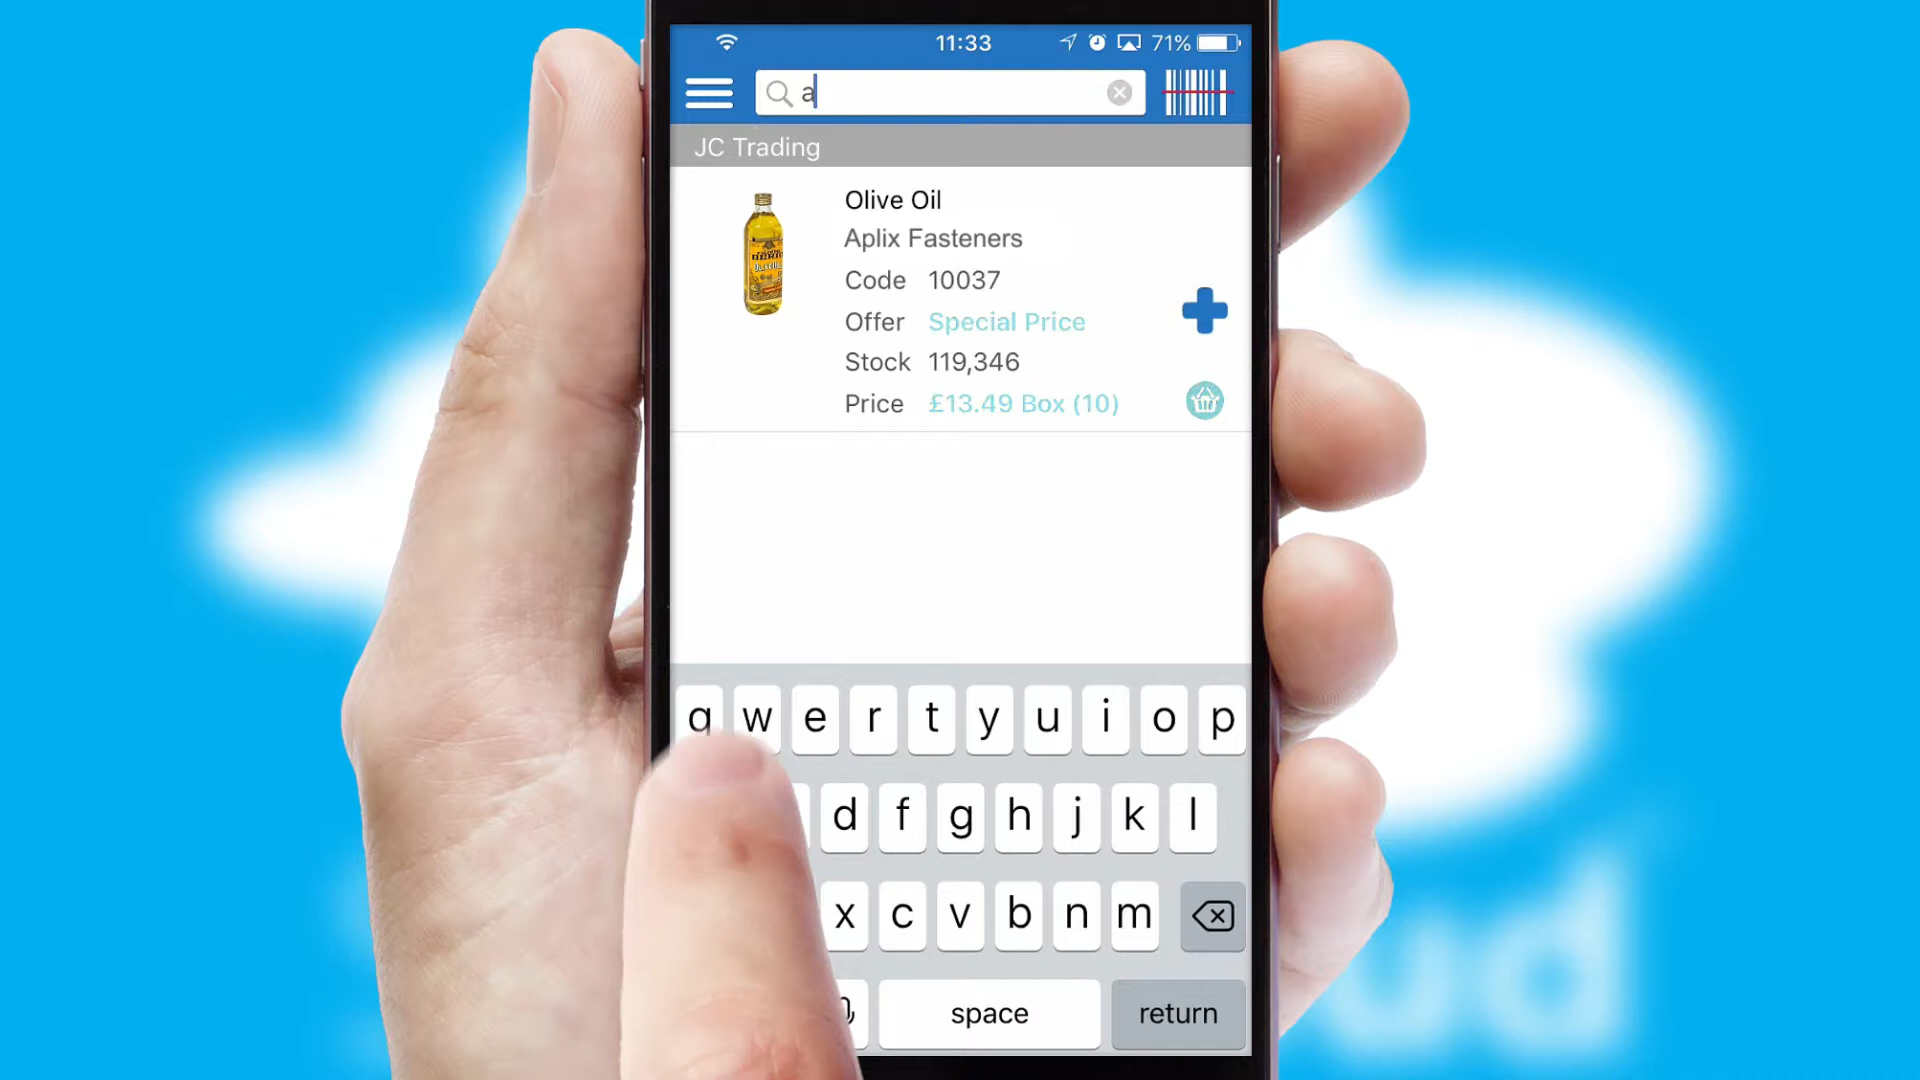 11:33 71%
a
JC Trading
Olive Oil
Aplix Fasteners
Code 10037
Offer Special Price
Stock 119,346
Price £13.49 Box (10)
q w e r t y u i o p
d f g h j k l
x c v b n m
space return
ud